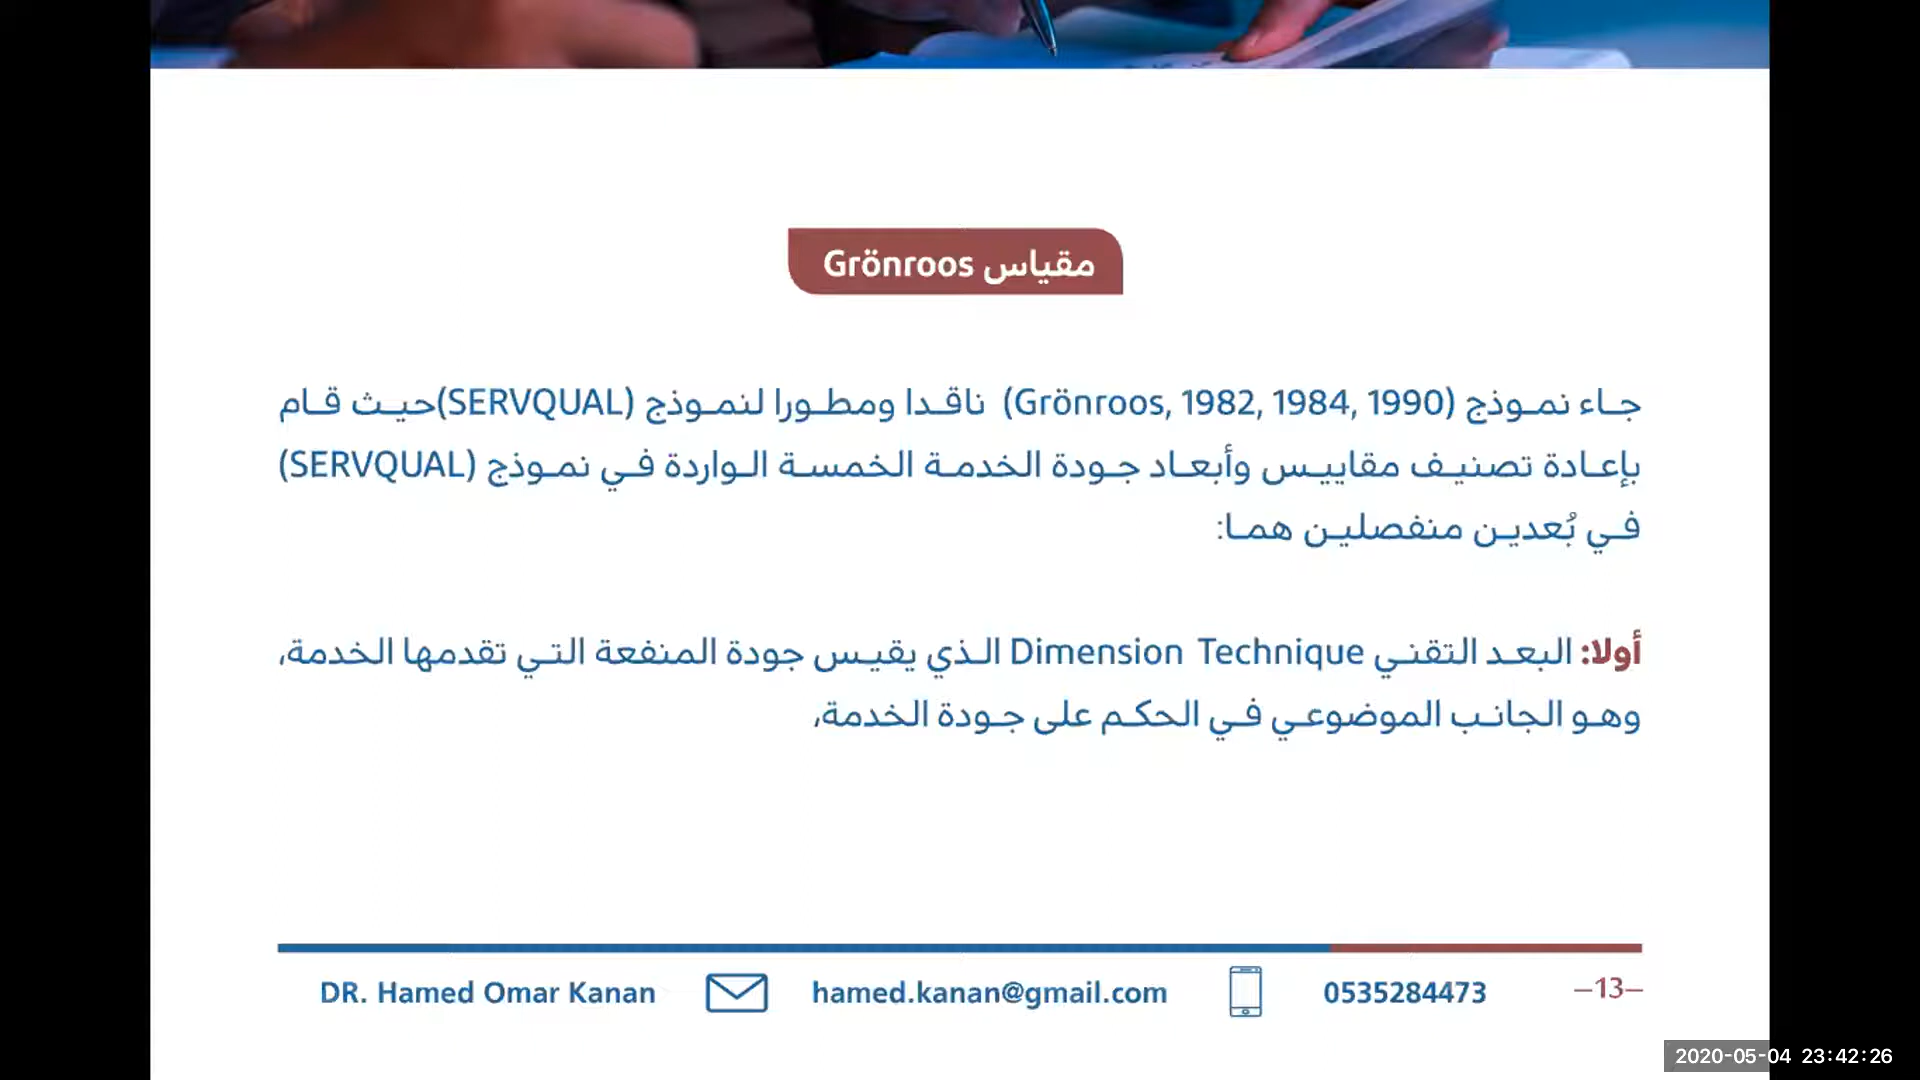 مقياس Grönroos
جاء نموذج (Grönroos, 1982, 1984, 1990) ناقدا ومطورا لنموذج (SERVQUAL)حيث قام
بإعادة تصنيف مقاييس وأبعاد جودة الخدمة الخمسة الواردة في نموذج (SERVQUAL)
في بُعدين منفصلين هما:
أولا: البعد التقني Dimension Technique الذي يقيس جودة المنفعة التي تقدمها الخدمة،
وهو الجانب الموضوعي في الحكم على جودة الخدمة،
DR. Hamed Omar Kanan hamed.kanan@gmail.com 0535284473 –13–
2020-05-04 23:42:26